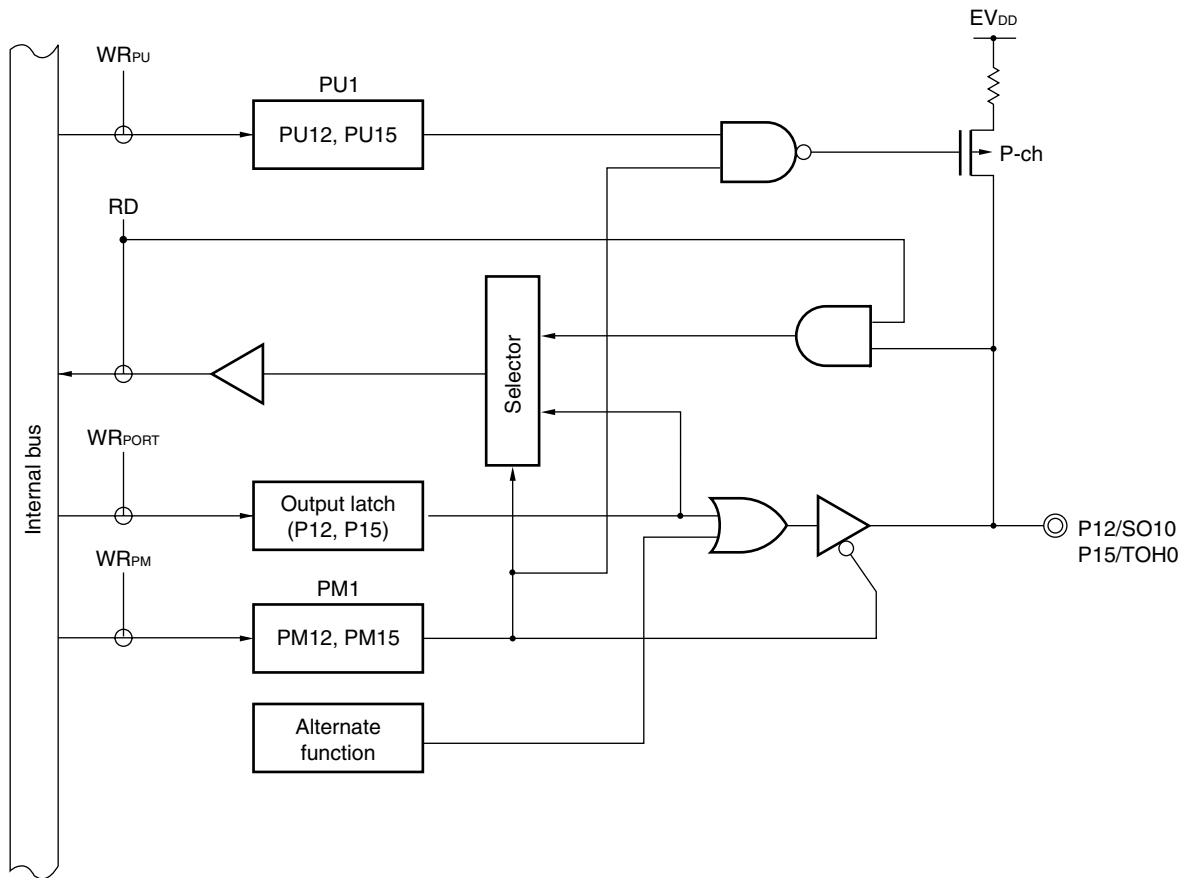 EVDD
WRPU
PU1
PU12, PU15
P-ch
RD
Selector
Internal bus
WRPORT
Output latch
(P12, P15)
P12/SO10
P15/TOH0
WRPM
PM1
PM12, PM15
Alternate
function